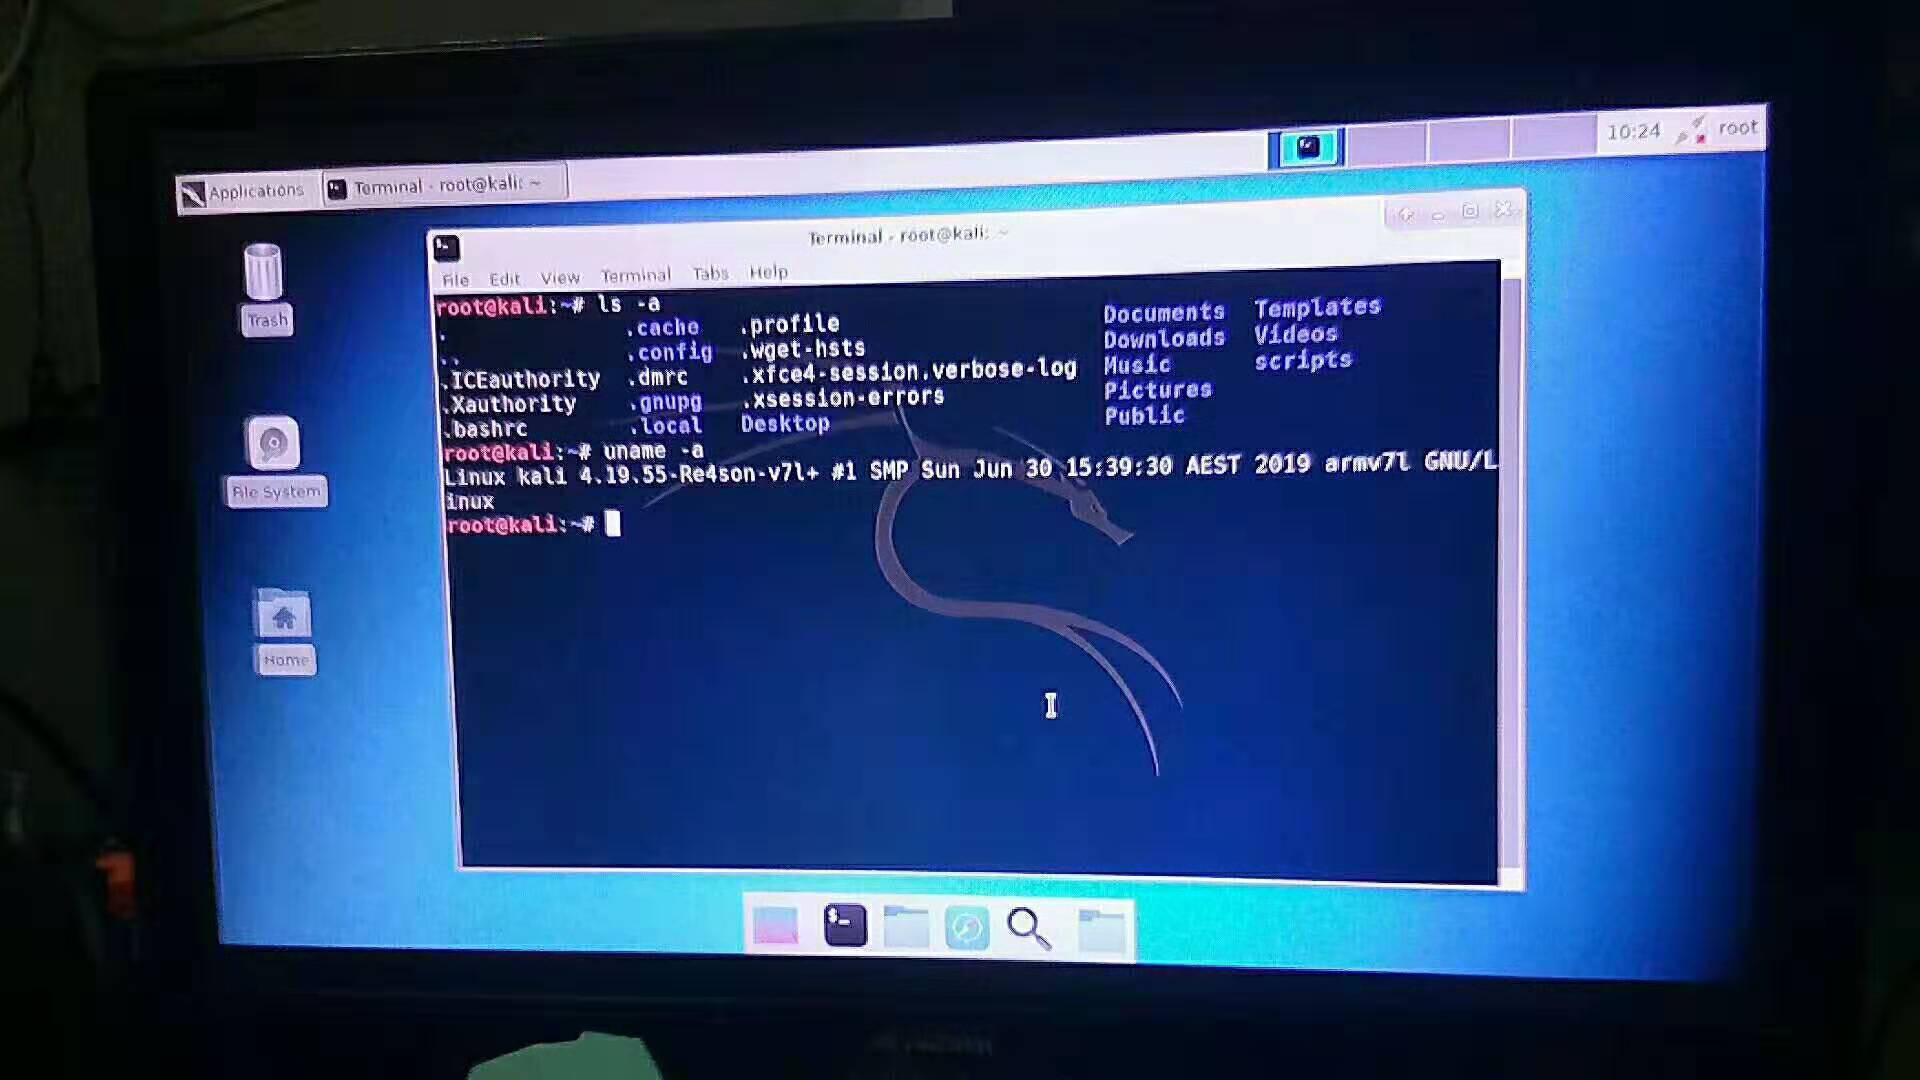 10:24 root
Applications Terminal - root@kali: ~
Terminal - root@kali: ~
File Edit View Terminal Tabs Help
root@kali:~# ls -a
. .cache .profile Documents Templates
.. .config .wget-hsts Downloads Videos
.ICEauthority .dmrc .xfce4-session.verbose-log Music scripts
.Xauthority .gnupg .xsession-errors Pictures
.bashrc .local Desktop Public
root@kali:~# uname -a
Linux kali 4.19.55-Re4son-v7l+ #1 SMP Sun Jun 30 15:39:30 AEST 2019 armv7l GNU/L
inux
root@kali:~#
Trash
File System
Home
$_